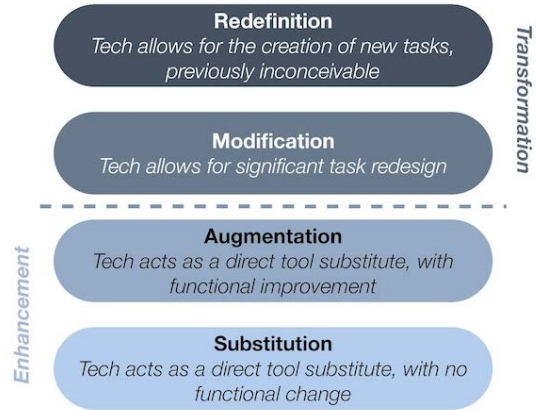 Redefinition
Tech allows for the creation of new tasks,
previously inconceivable
Transformation
Modification
Tech allows for significant task redesign
Augmentation
Tech acts as a direct tool substitute, with
functional improvement
Enhancement
Substitution
Tech acts as a direct tool substitute, with no
functional change